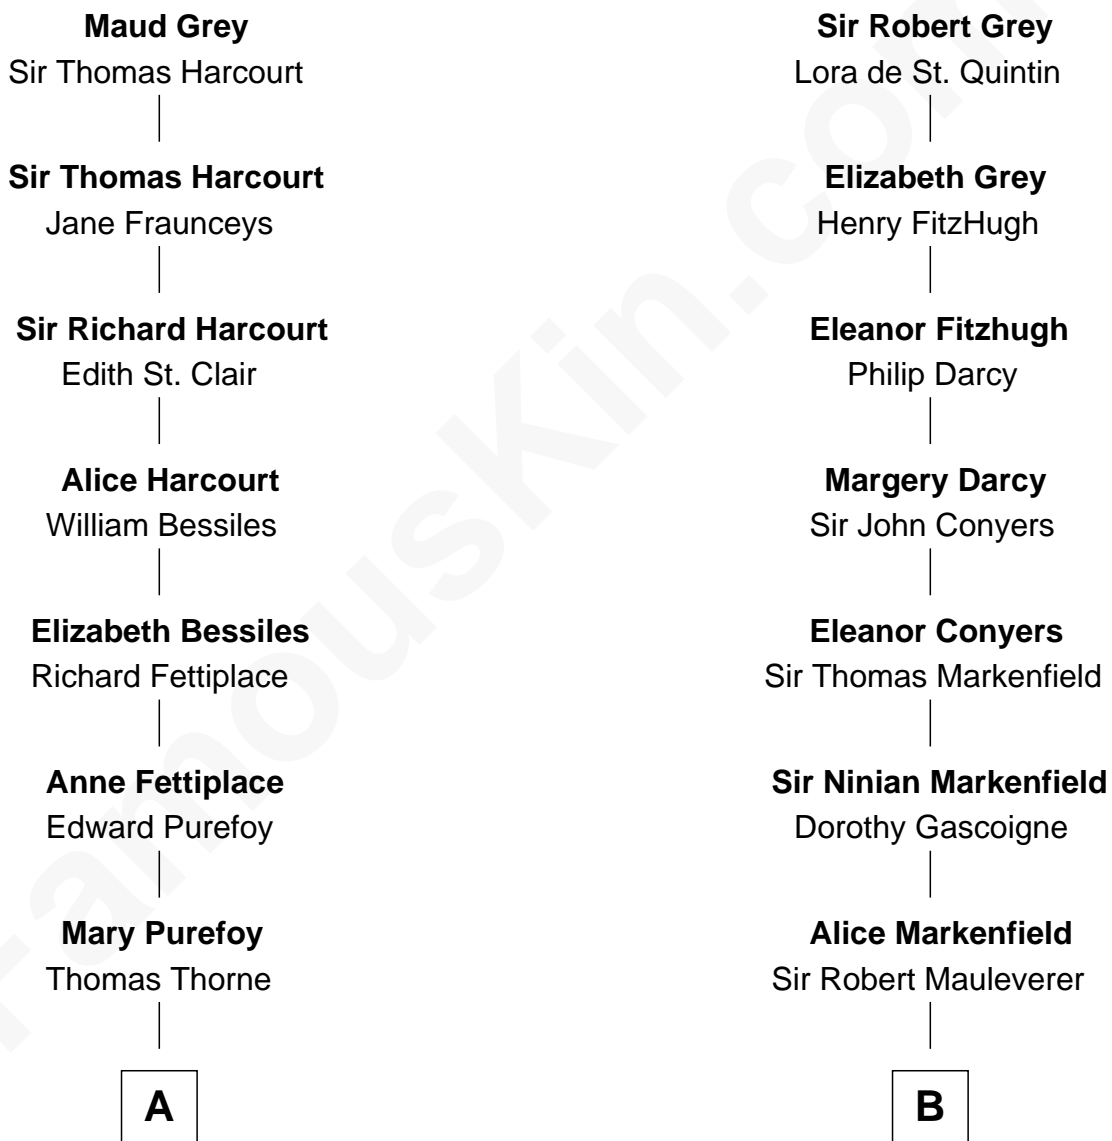 Maud Grey
Sir Thomas Harcourt
Sir Thomas Harcourt
Jane Fraunceys
Sir Richard Harcourt
Edith St. Clair
Alice Harcourt
William Bessiles
Elizabeth Bessiles
Richard Fettiplace
Anne Fettiplace
Edward Purefoy
Mary Purefoy
Thomas Thorne
A
Sir Robert Grey
Lora de St. Quintin
Elizabeth Grey
Henry FitzHugh
Eleanor Fitzhugh
Philip Darcy
Margery Darcy
Sir John Conyers
Eleanor Conyers
Sir Thomas Markenfield
Sir Ninian Markenfield
Dorothy Gascoigne
Alice Markenfield
Sir Robert Mauleverer
B
FamousKin.com